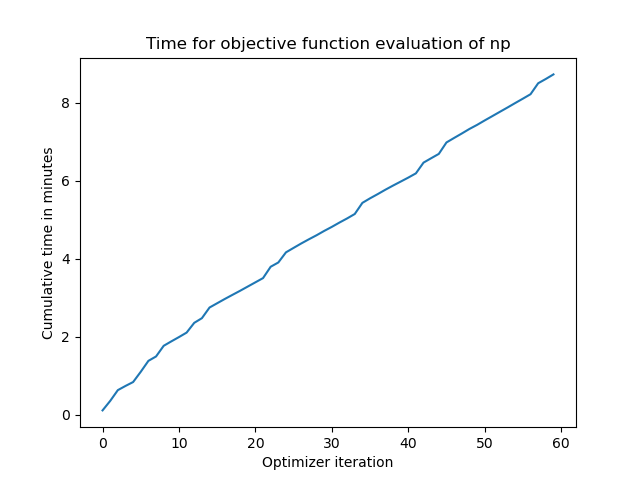 Time for objective function evaluation of np
Cumulative time in minutes
8
6
4
2
0
0 10 20 30 40 50 60
Optimizer iteration